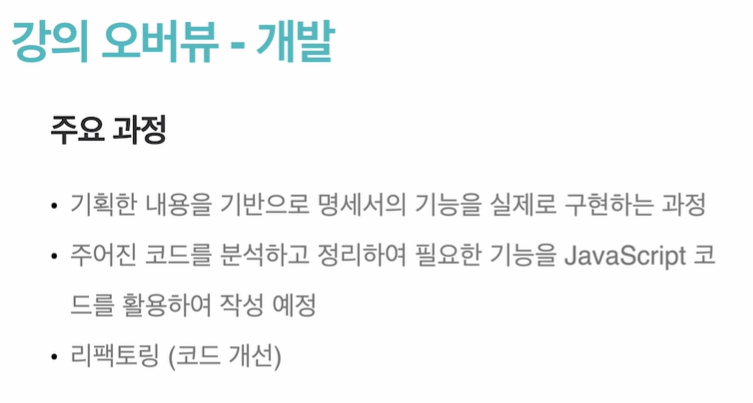 강의 오버뷰 - 개발
주요 과정
• 기획한 내용을 기반으로 명세서의 기능을 실제로 구현하는 과정
• 주어진 코드를 분석하고 정리하여 필요한 기능을 JavaScript 코
드를 활용하여 작성 예정
• 리팩토링 (코드 개선)